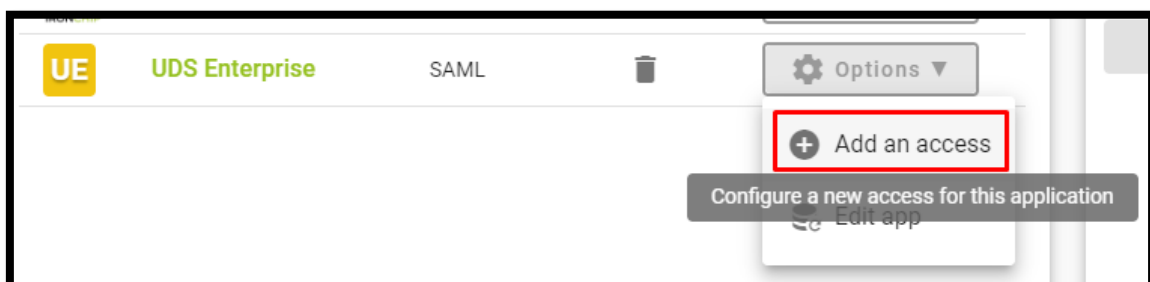 UE UDS Enterprise SAML Options ▼
Add an access
Configure a new access for this application
Edit app